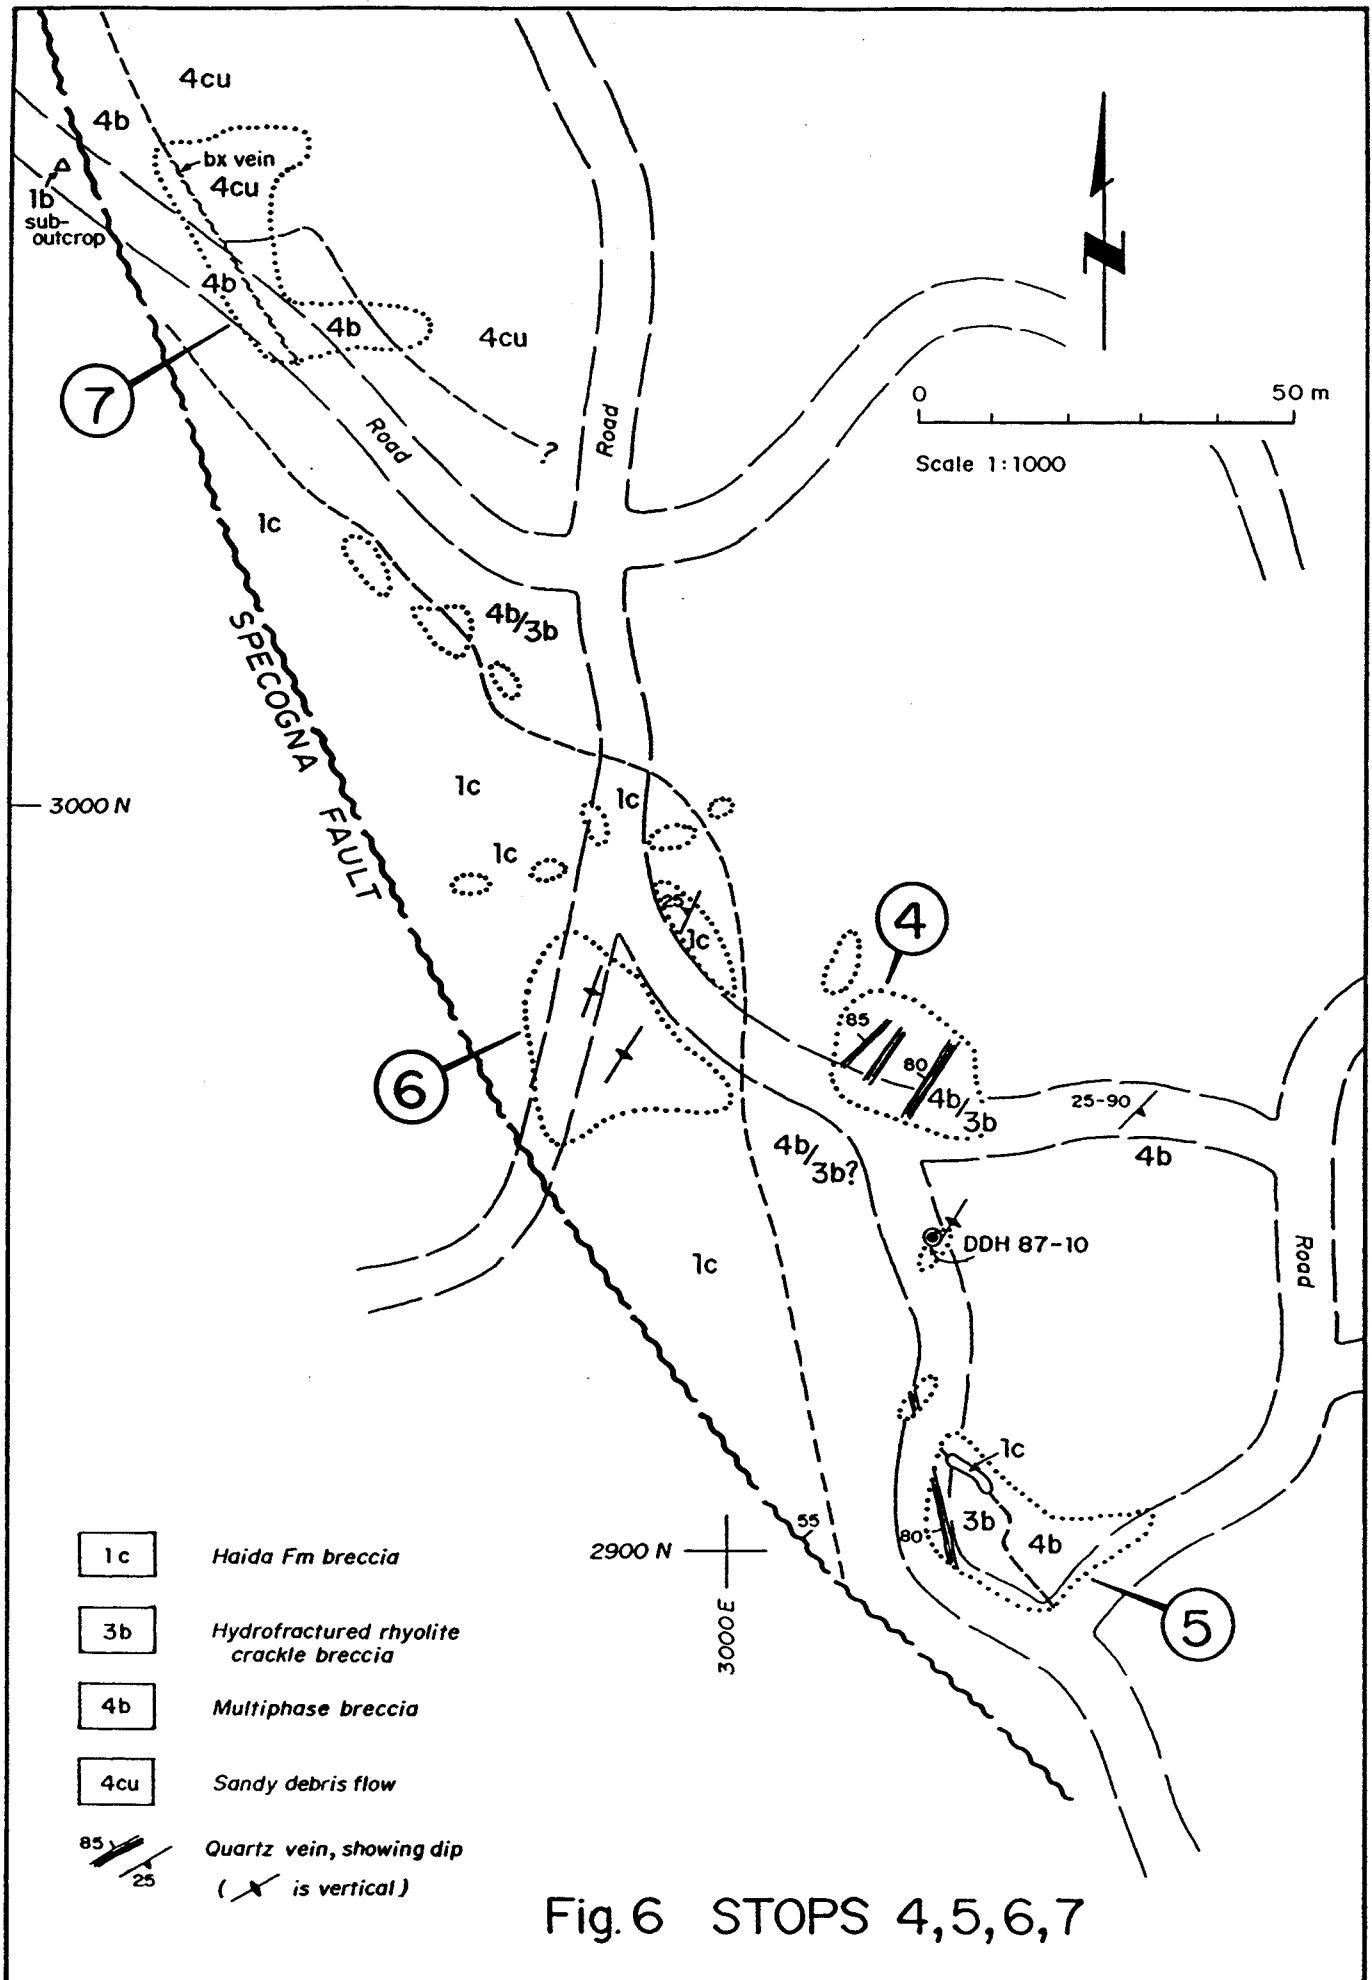 4cu
4b
bx vein
4cu
1b
sub-
outcrop
4b
4b
4cu
7
Road
?
Road
N
0 50 m
Scale 1:1000
1c
4b/3b
SPECOGNA FAULT
3000 N
1c
1c
1c
25
1c
4
85
80
4b/3b
6
25-90
4b
4b/3b?
DDH 87-10
1c
Road
1c
3b
4b
80
55
5
2900 N
3000 E
1c Haida Fm breccia
3b Hydrofractured rhyolite
crackle breccia
4b Multiphase breccia
4cu Sandy debris flow
85
25
Quartz vein, showing dip
( is vertical)
Fig. 6 STOPS 4,5,6,7